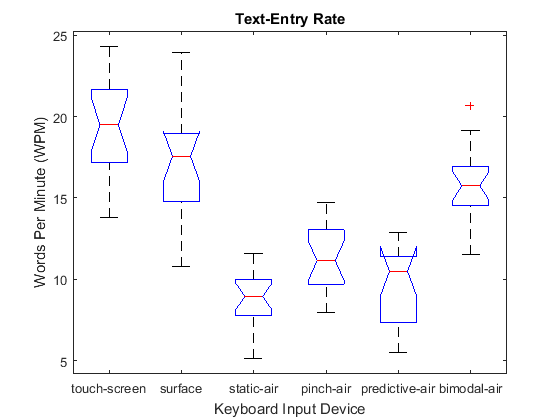 Text-Entry Rate
25
20
15
10
5
Words Per Minute (WPM)
touch-screen surface static-air pinch-air predictive-air bimodal-air
Keyboard Input Device